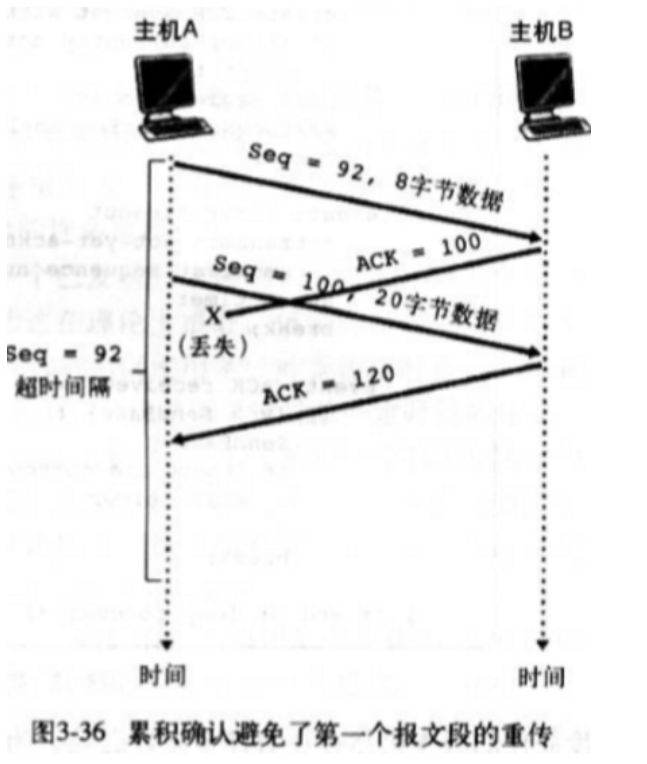 主机A
主机B
Seq = 92, 8字节数据
ACK = 100
Seq = 100, 20字节数据
X
(丢失)
Seq = 92
超时间隔
ACK = 120
时间
时间
图3-36 累积确认避免了第一个报文段的重传